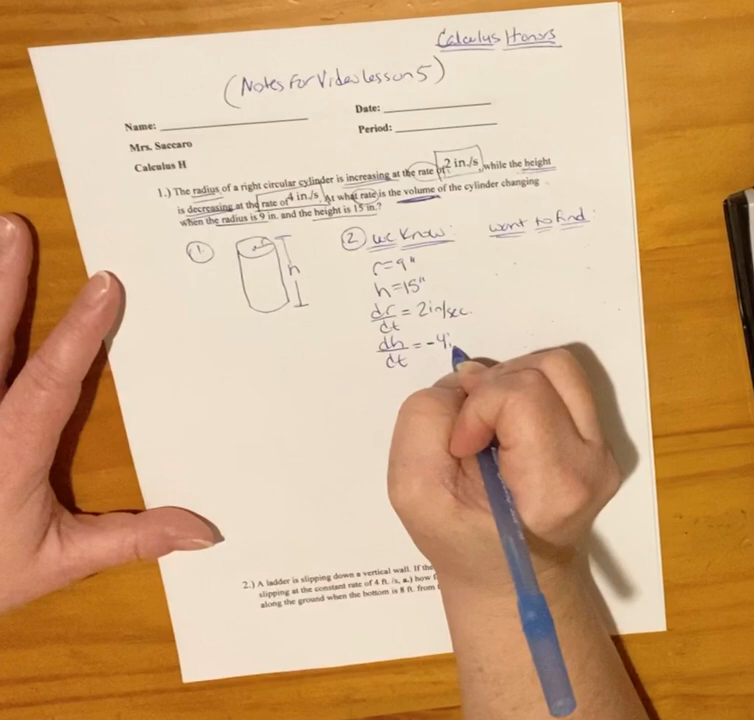 Calculus Honors
(Notes for Video lesson 5)
Name: Date:
Mrs. Saccaro Period:
Calculus H
1.) The radius of a right circular cylinder is increasing at the rate of 2 in./s while the height
is decreasing at the rate of 4 in./s. At what rate is the volume of the cylinder changing
when the radius is 9 in. and the height is 15 in.?
1. 2 we know: want to find:
r
h
r=9"
h=15"
dr/dt = 2in/sec.
dh/dt = -4i
2.) A ladder is slipping down a vertical wall. If the
slipping at the constant rate of 4 ft. /s, a.) how
along the ground when the bottom is 8 ft. from